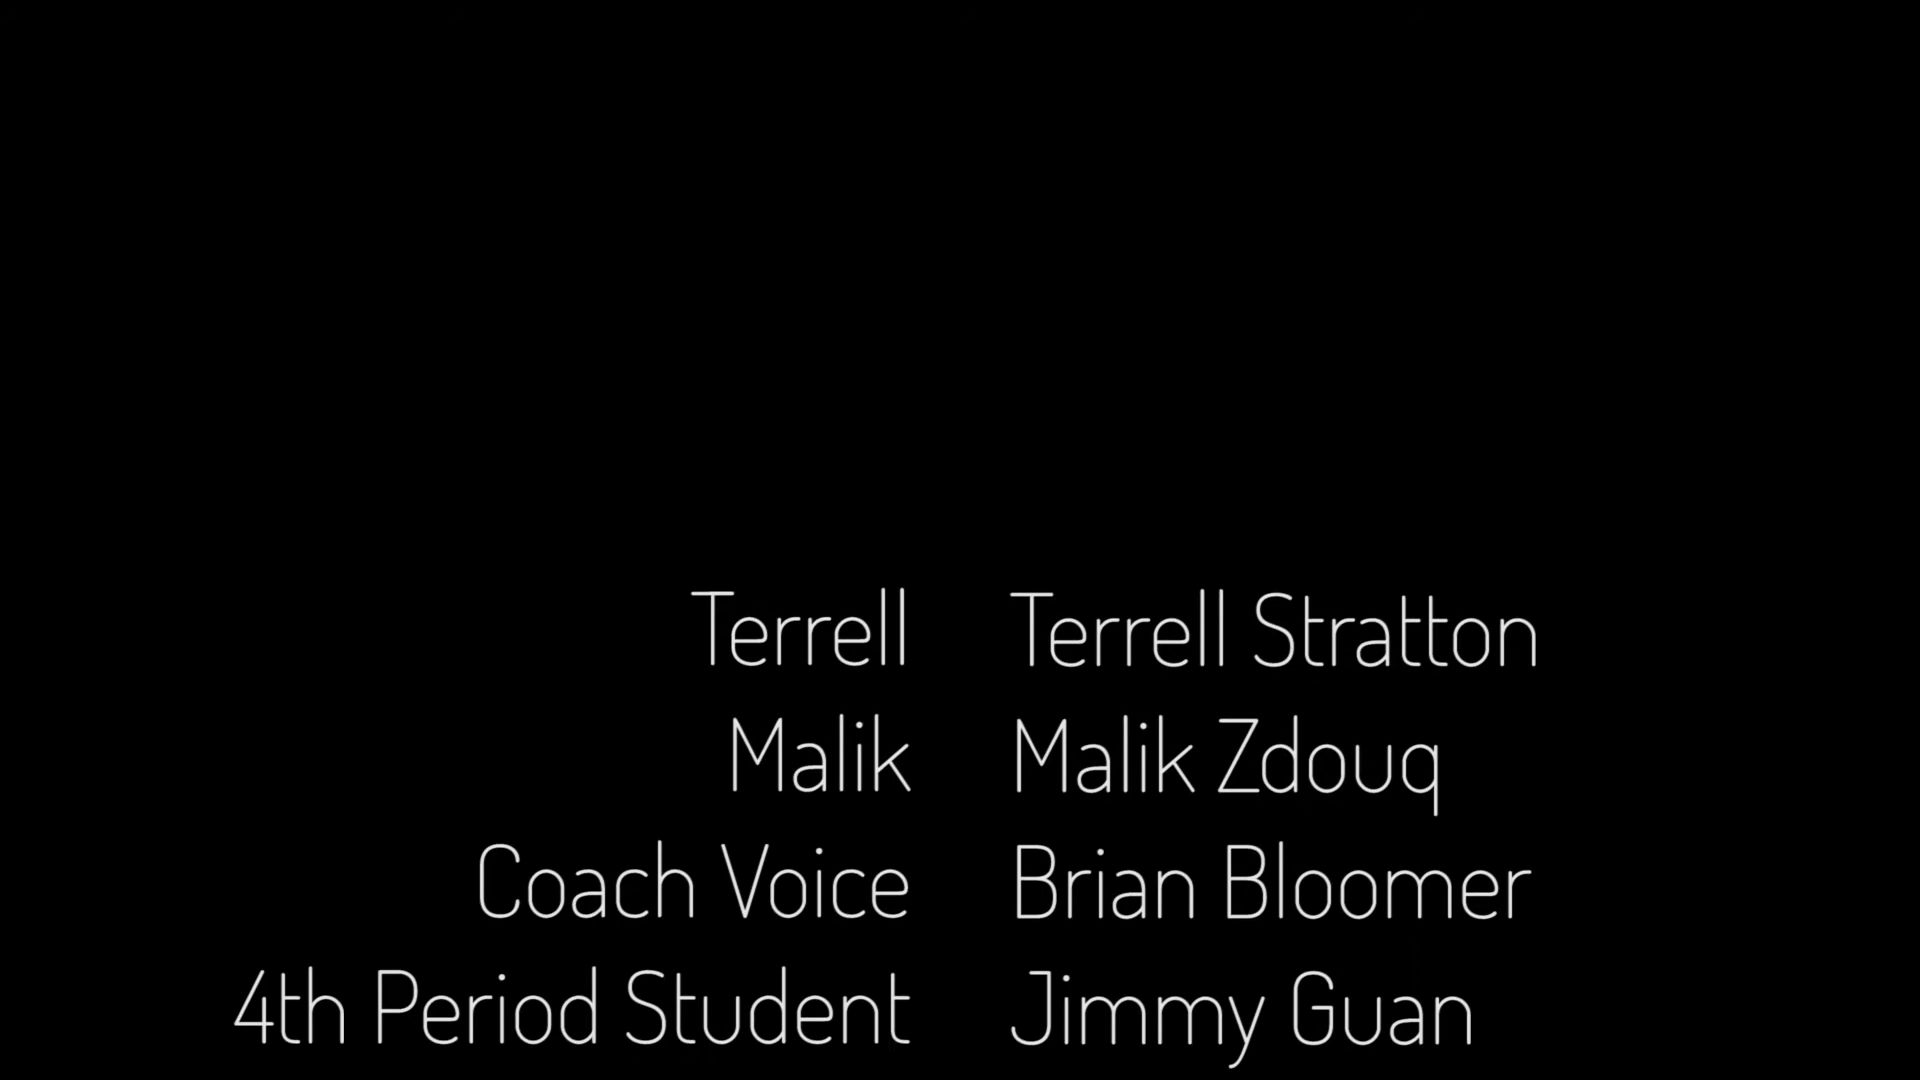 Terrell Terrell Stratton
Malik Malik Zdouq
Coach Voice Brian Bloomer
4th Period Student Jimmy Guan